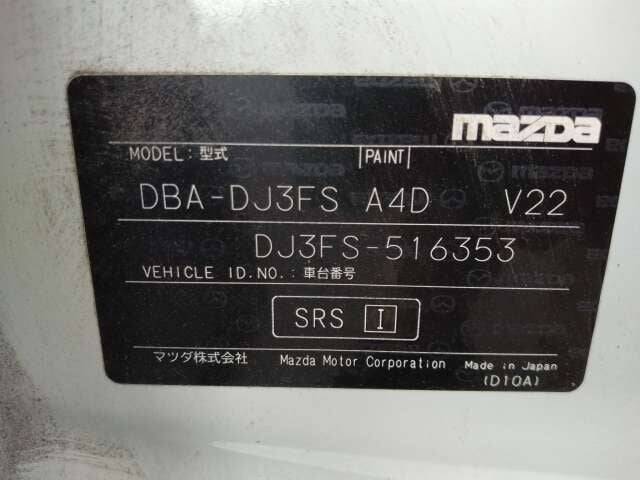 mazda
MODEL:型式 |PAINT|
DBA-DJ3FS A4D V22
DJ3FS-516353
VEHICLE ID.NO.:車台番号
SRS I
マツダ株式会社 Mazda Motor Corporation Made in Japan
(D10A)